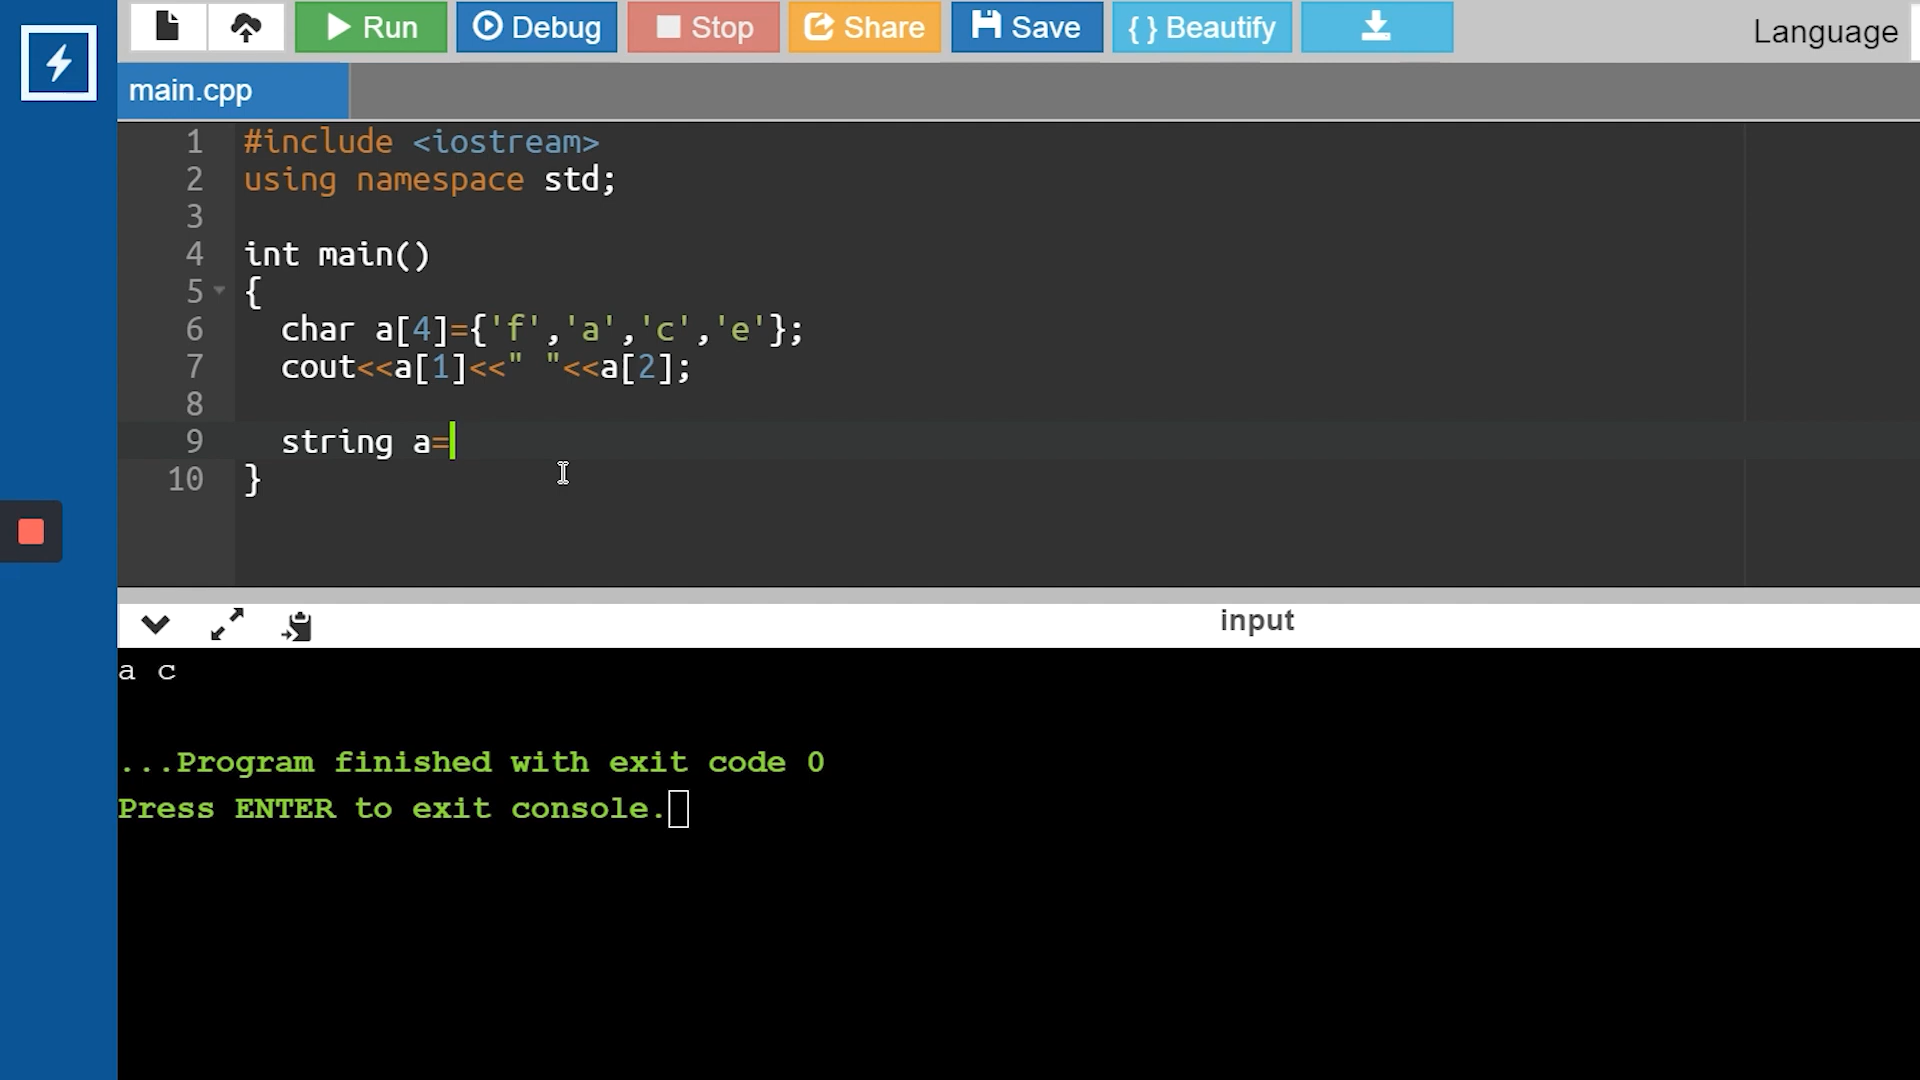 Run Debug Stop Share Save { } Beautify Language
main.cpp
1 #include <iostream>
2 using namespace std;
3
4 int main()
5 {
6 char a[4]={'f','a','c','e'};
7 cout<<a[1]<<" "<<a[2];
8
9 string a=
10 }
input
a c
...Program finished with exit code 0
Press ENTER to exit console.